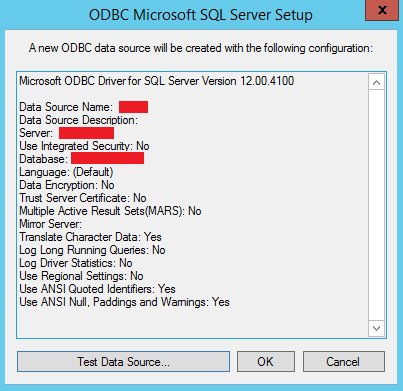 ODBC Microsoft SQL Server Setup
x
A new ODBC data source will be created with the following configuration:
Microsoft ODBC Driver for SQL Server Version 12.00.4100
Data Source Name:
Data Source Description:
Server:
Use Integrated Security: No
Database:
Language: (Default)
Data Encryption: No
Trust Server Certificate: No
Multiple Active Result Sets(MARS): No
Mirror Server:
Translate Character Data: Yes
Log Long Running Queries: No
Log Driver Statistics: No
Use Regional Settings: No
Use ANSI Quoted Identifiers: Yes
Use ANSI Null, Paddings and Warnings: Yes
Test Data Source... OK Cancel